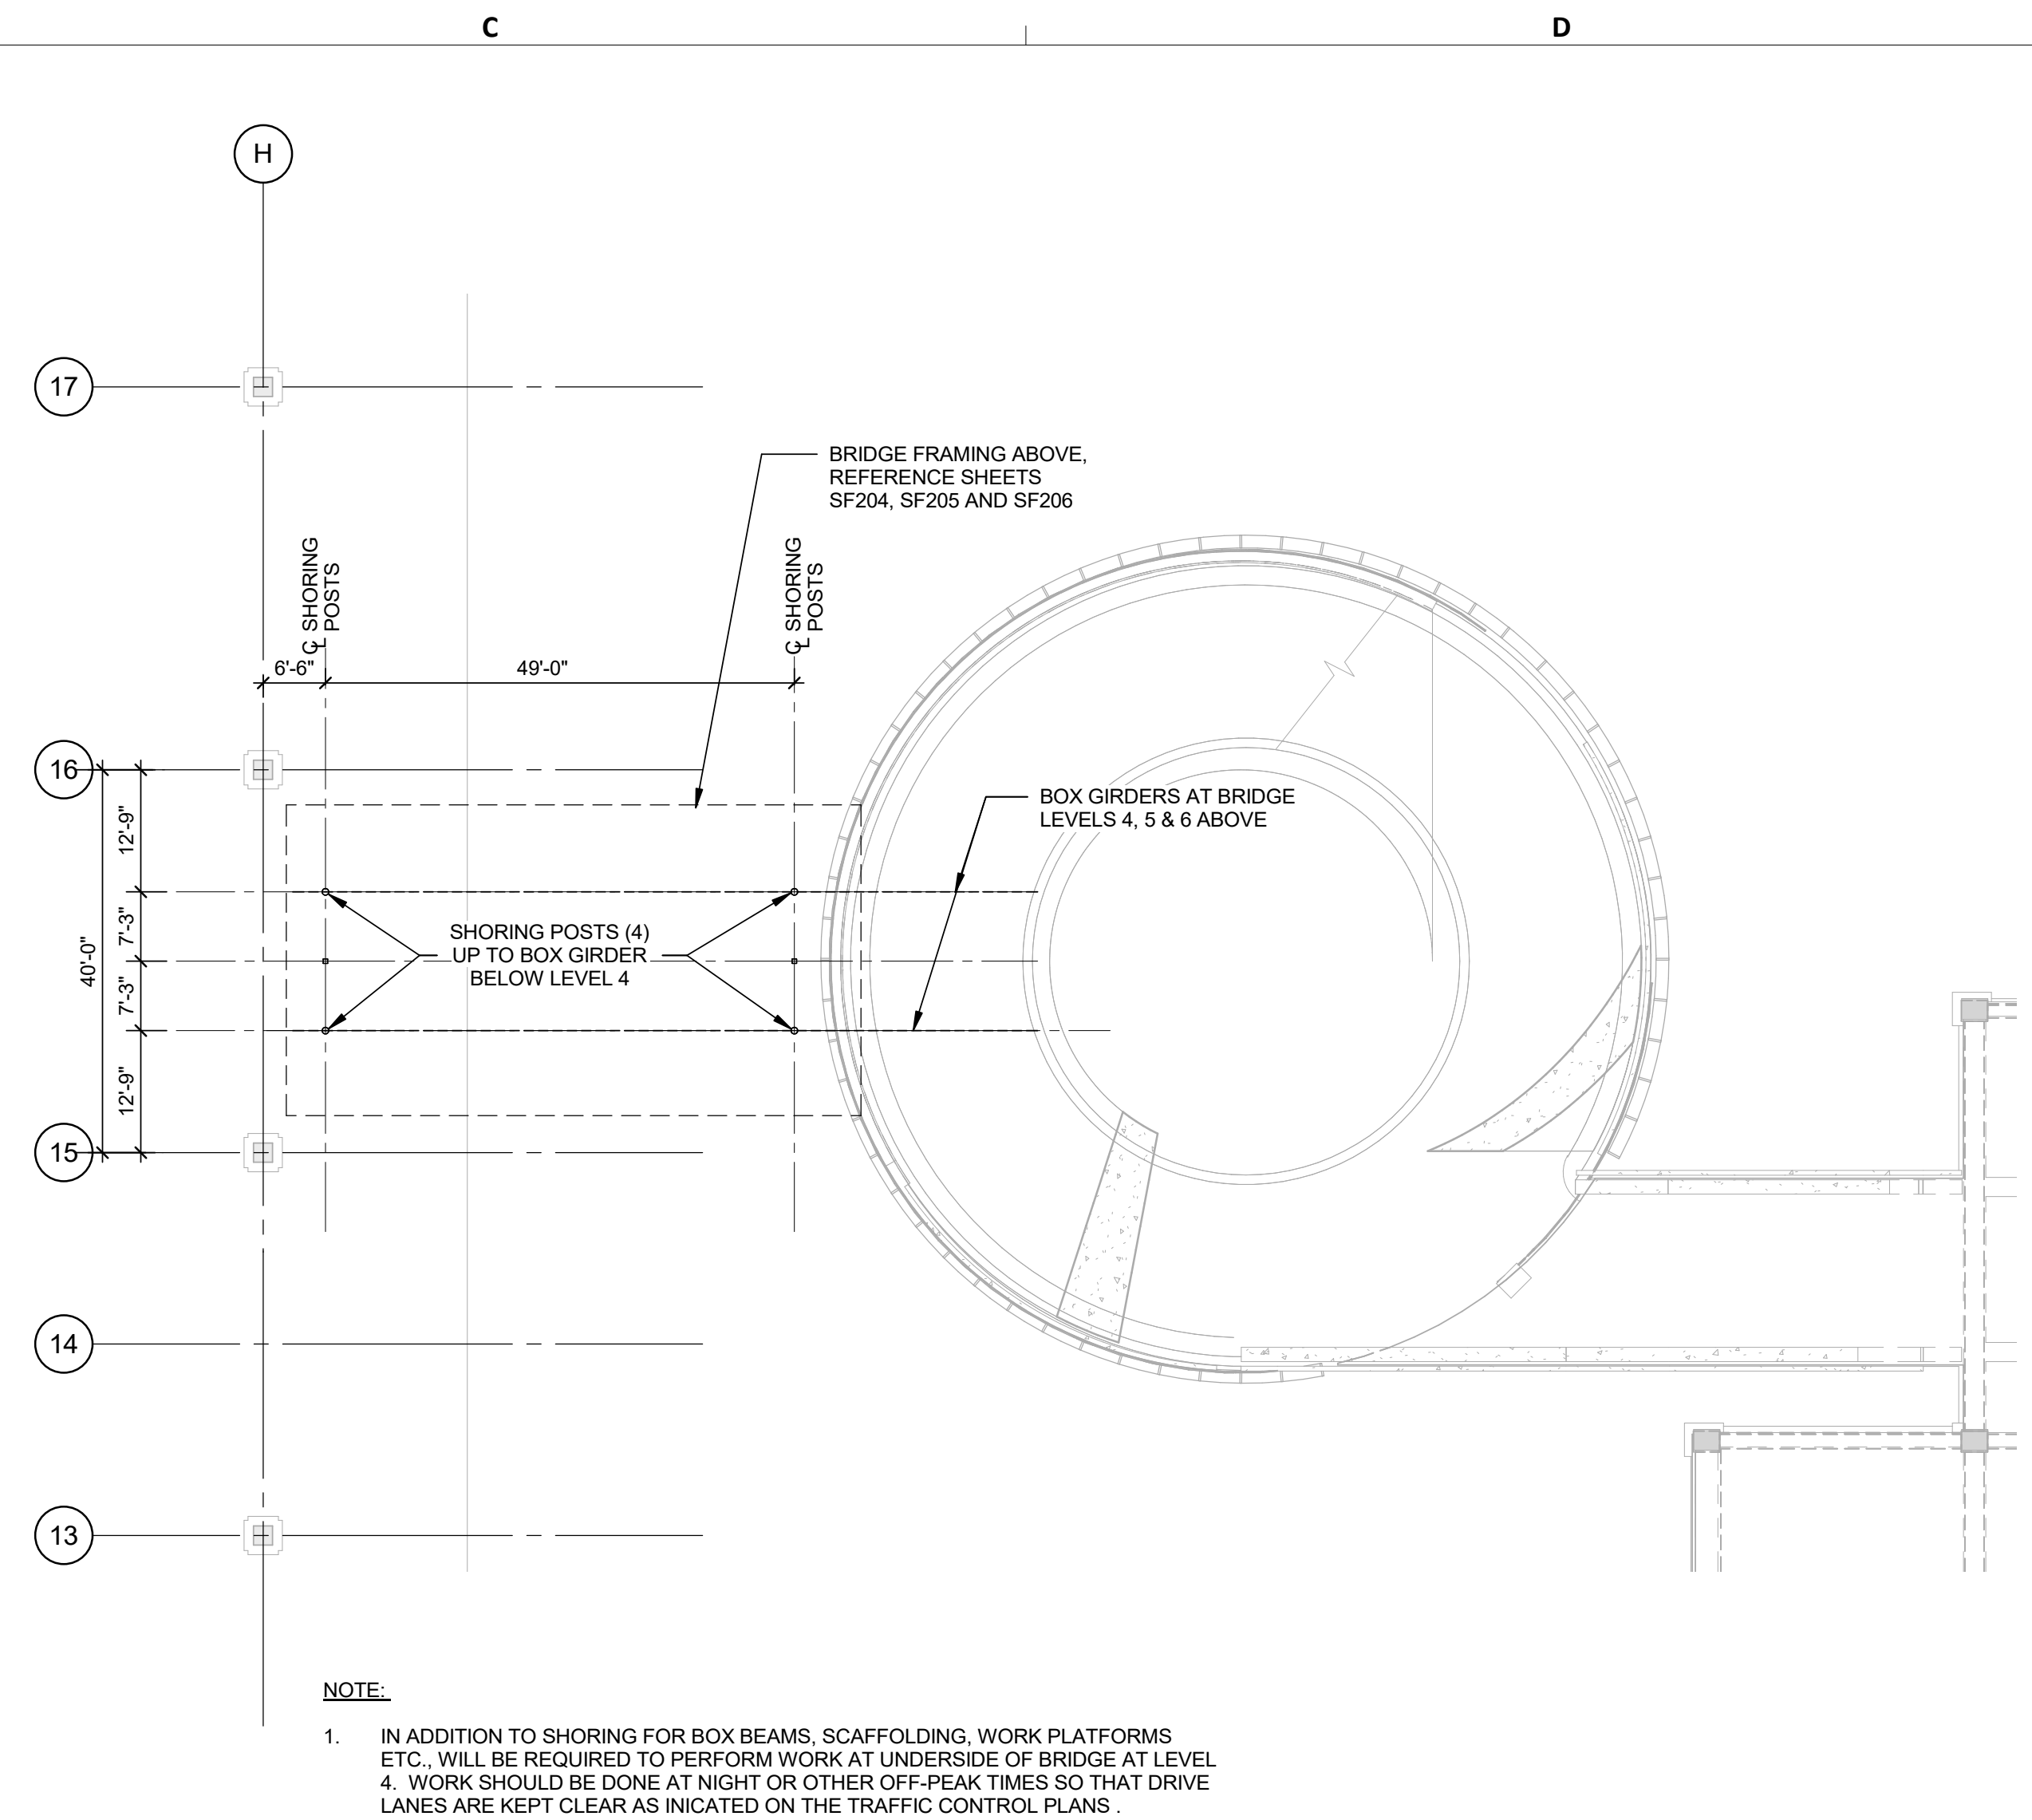 C
D
H
17
BRIDGE FRAMING ABOVE,
REFERENCE SHEETS
SF204, SF205 AND SF206
CL SHORING
POSTS
CL SHORING
POSTS
6'-6"
49'-0"
16
12'-9"
BOX GIRDERS AT BRIDGE
LEVELS 4, 5 & 6 ABOVE
7'-3"
40'-0"
SHORING POSTS (4)
UP TO BOX GIRDER
BELOW LEVEL 4
7'-3"
12'-9"
15
14
13
NOTE:
1. IN ADDITION TO SHORING FOR BOX BEAMS, SCAFFOLDING, WORK PLATFORMS
ETC., WILL BE REQUIRED TO PERFORM WORK AT UNDERSIDE OF BRIDGE AT LEVEL
4. WORK SHOULD BE DONE AT NIGHT OR OTHER OFF-PEAK TIMES SO THAT DRIVE
LANES ARE KEPT CLEAR AS INICATED ON THE TRAFFIC CONTROL PLANS .